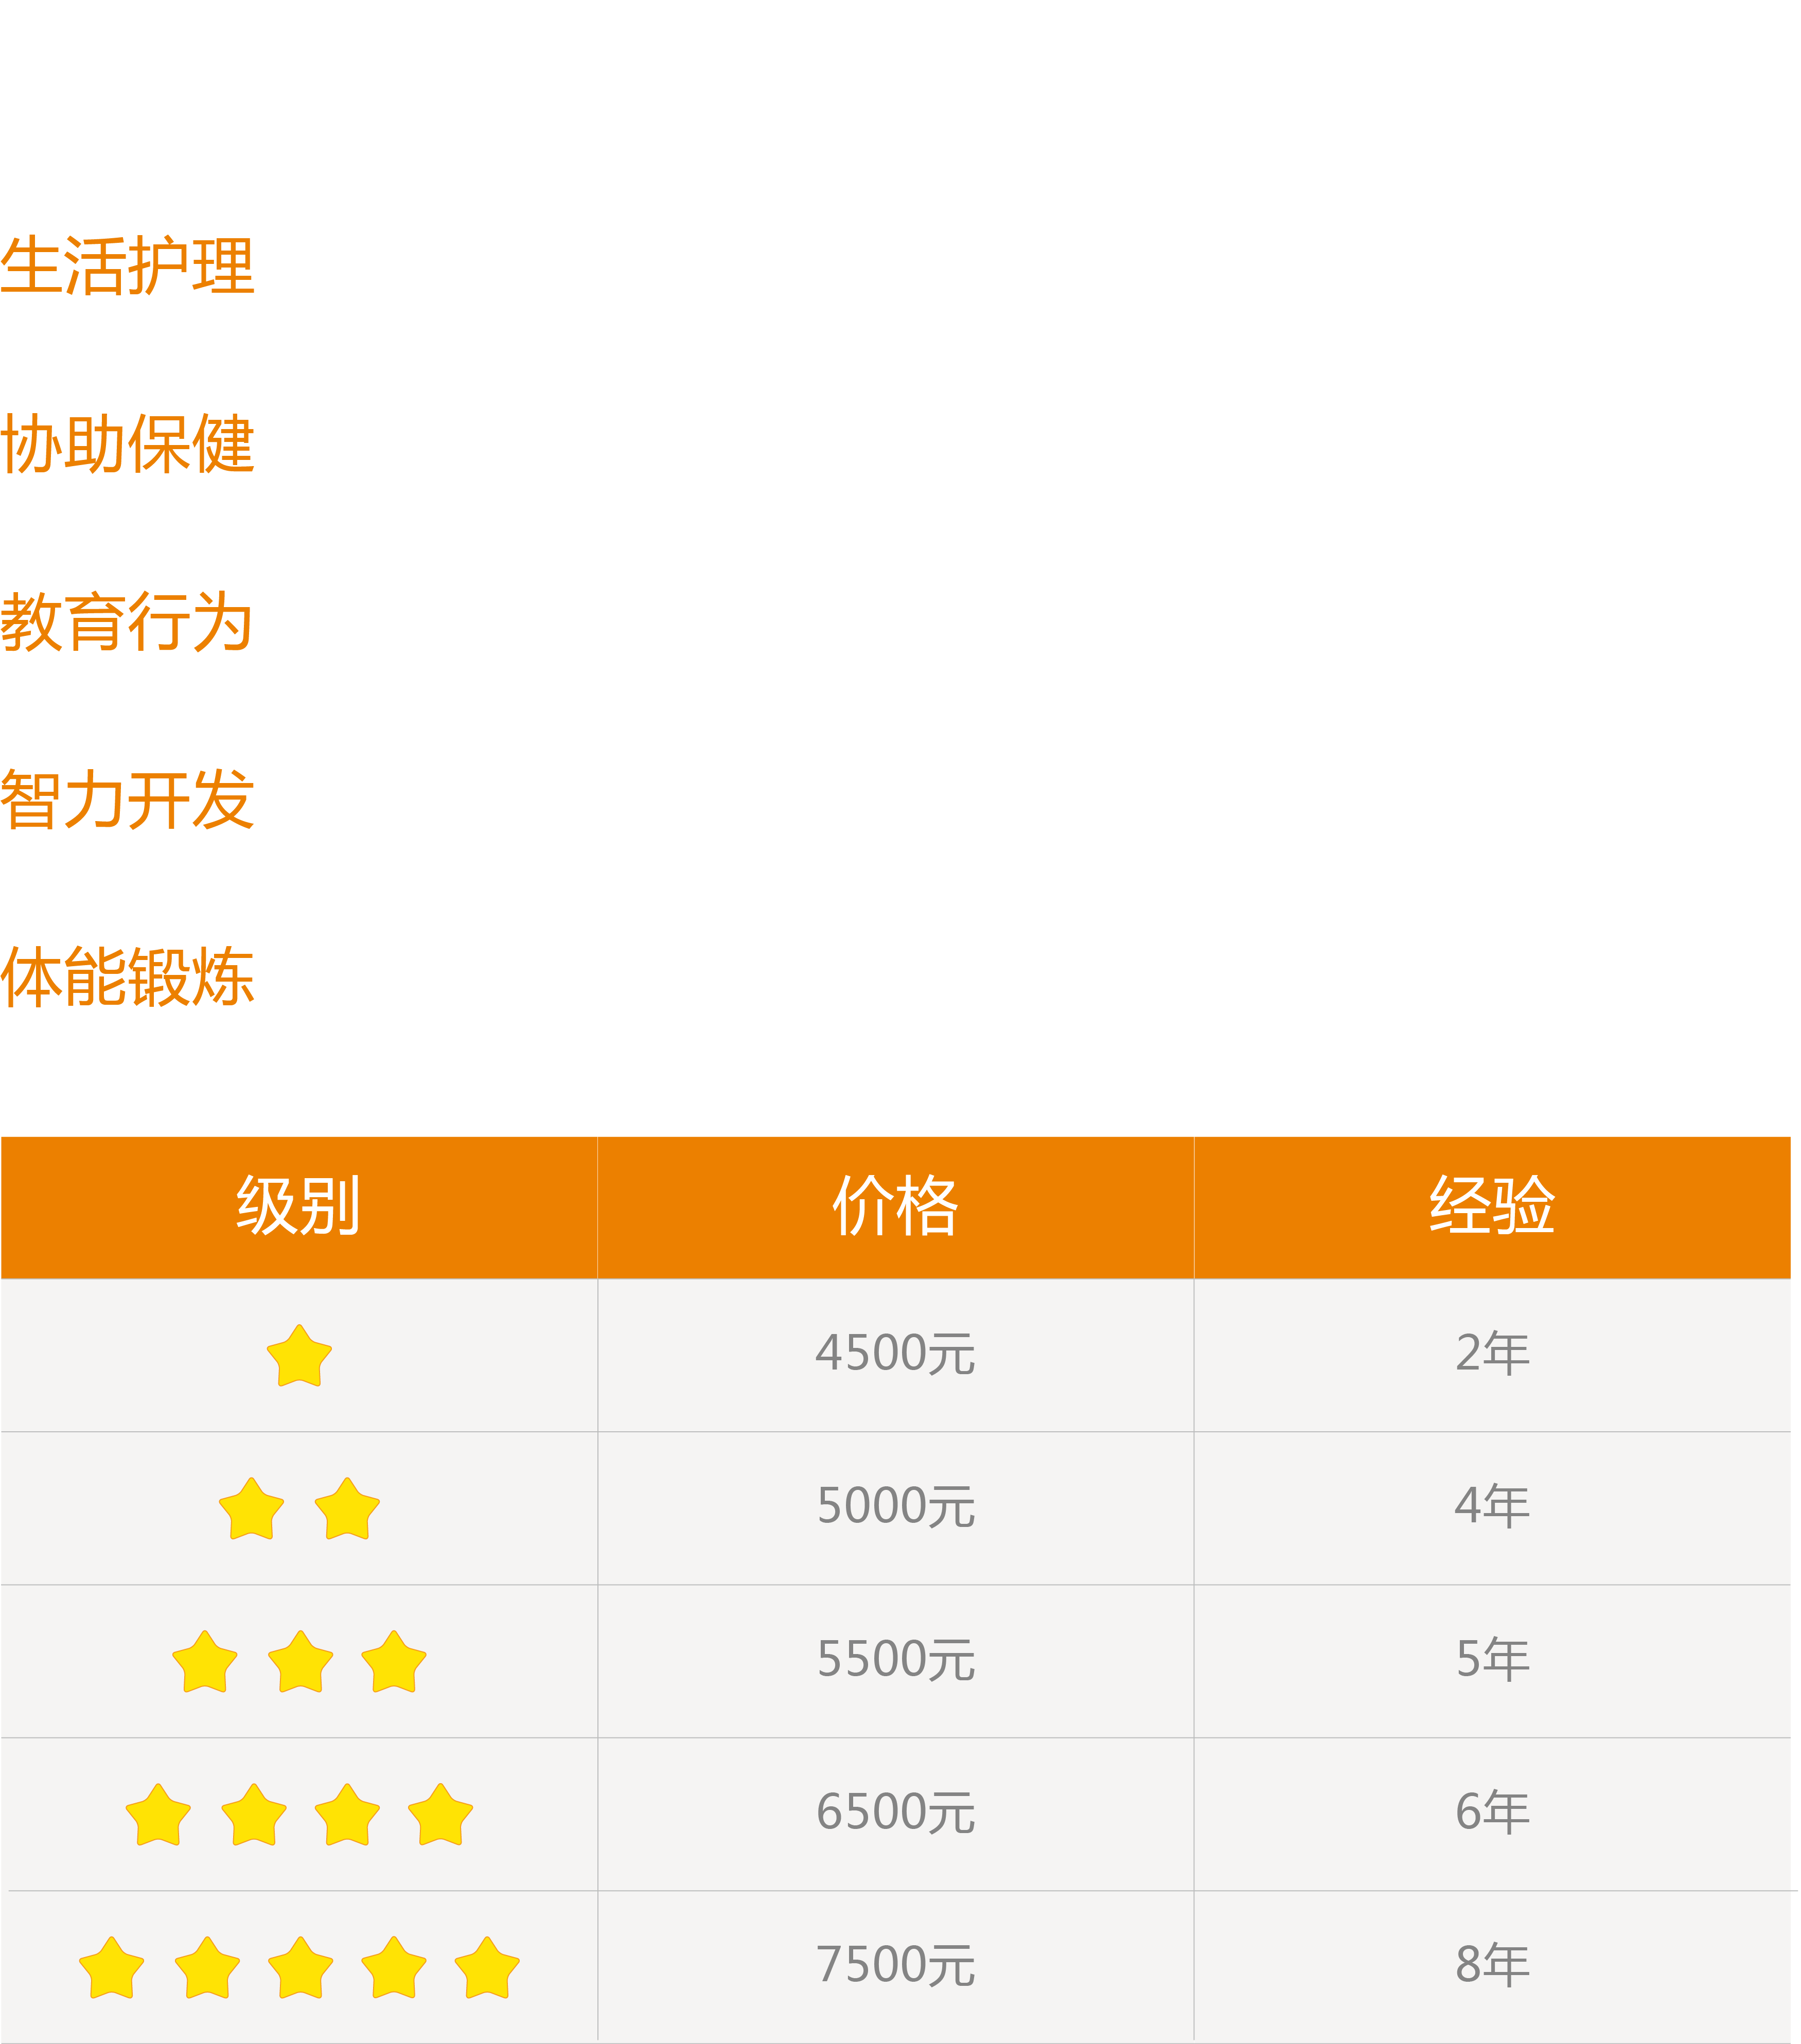 生活护理
协助保健
教育行为
智力开发
体能锻炼
级别 价格 经验
4500元 2年
5000元 4年
5500元 5年
6500元 6年
7500元 8年